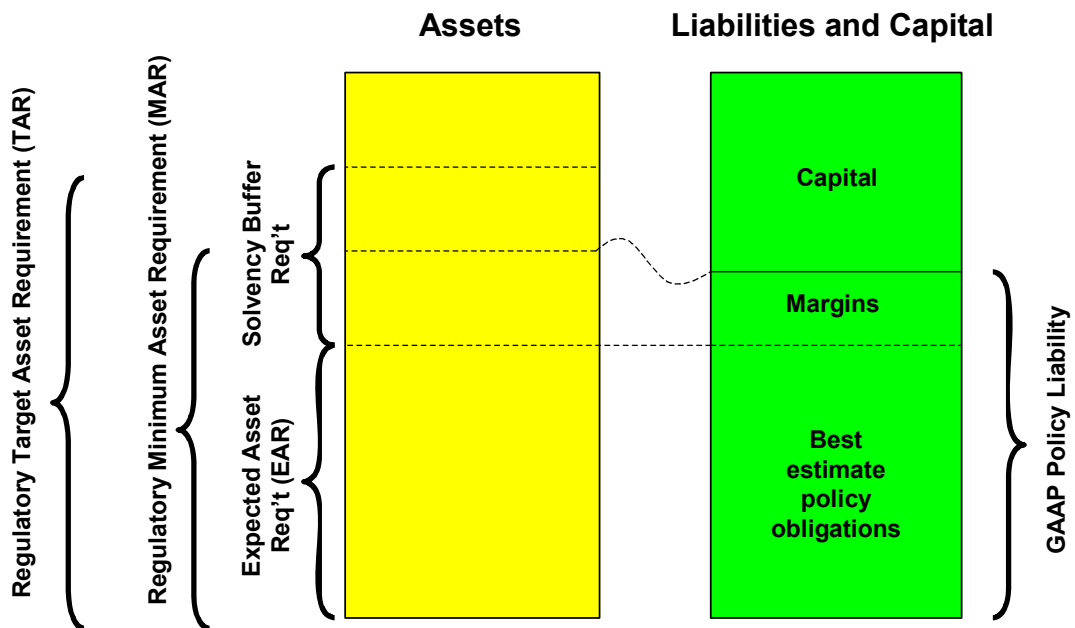 Assets
Liabilities and Capital
Regulatory Target Asset Requirement (TAR)
Regulatory Minimum Asset Requirement (MAR)
Solvency Buffer
Req't
Expected Asset
Req't (EAR)
Capital
Margins
Best
estimate
policy
obligations
GAAP Policy Liability